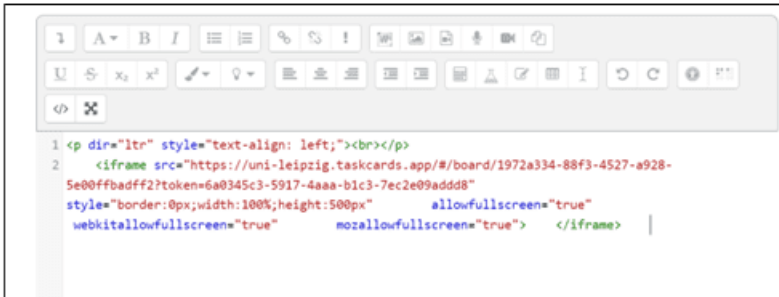 A B I
U S x₂ x²
</>
1 <p dir="ltr" style="text-align: left;"><br></p>
2 <iframe src="https://uni-leipzig.taskcards.app/#/board/1972a334-88f3-4527-a928-
5e00ffbadff2?token=6a0345c3-5917-4aaa-b1c3-7ec2e09addd8"
style="border:0px;width:100%;height:500px" allowfullscreen="true"
webkitallowfullscreen="true" mozallowfullscreen="true"> </iframe>